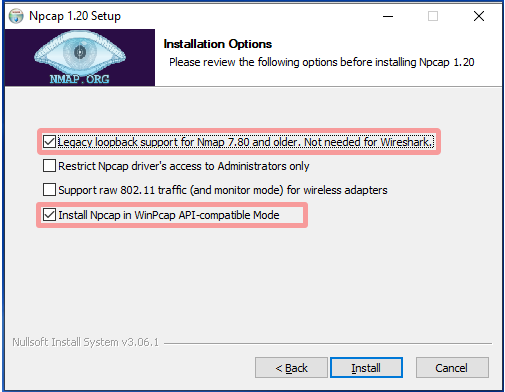 Npcap 1.20 Setup
NMAP.ORG
Installation Options
Please review the following options before installing Npcap 1.20
Legacy loopback support for Nmap 7.80 and older. Not needed for Wireshark.
Restrict Npcap driver's access to Administrators only
Support raw 802.11 traffic (and monitor mode) for wireless adapters
Install Npcap in WinPcap API-compatible Mode
Nullsoft Install System v3.06.1
< Back
Install
Cancel